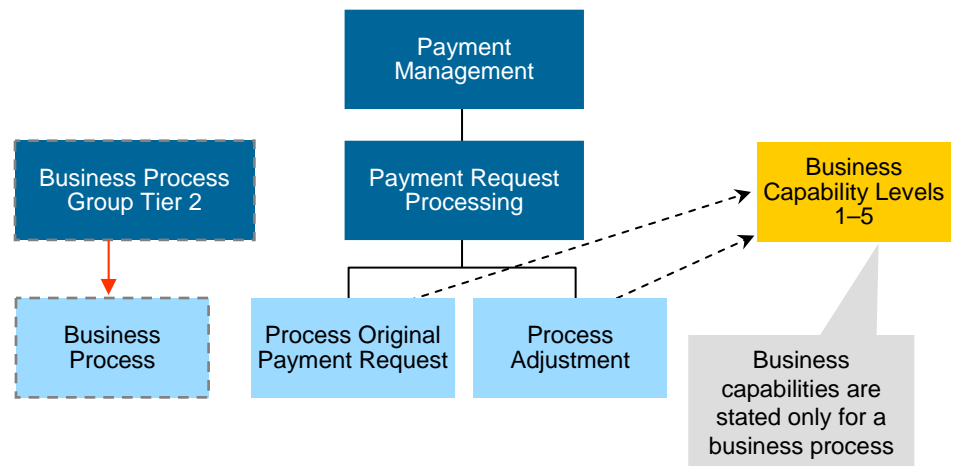 Payment
Management
Business Process
Group Tier 2
Payment Request
Processing
Business
Capability Levels
1–5
Business
Process
Process Original
Payment Request
Process
Adjustment
Business
capabilities are
stated only for a
business process